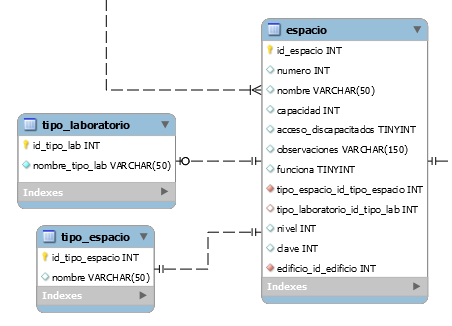 espacio
id_espacio INT
numero INT
nombre VARCHAR(50)
capacidad INT
acceso_discapacitados TINYINT
observaciones VARCHAR(150)
funciona TINYINT
tipo_espacio_id_tipo_espacio INT
tipo_laboratorio_id_tipo_lab INT
nivel INT
clave INT
edificio_id_edificio INT
Indexes
tipo_laboratorio
id_tipo_lab INT
nombre_tipo_lab VARCHAR(50)
Indexes
tipo_espacio
id_tipo_espacio INT
nombre VARCHAR(50)
Indexes